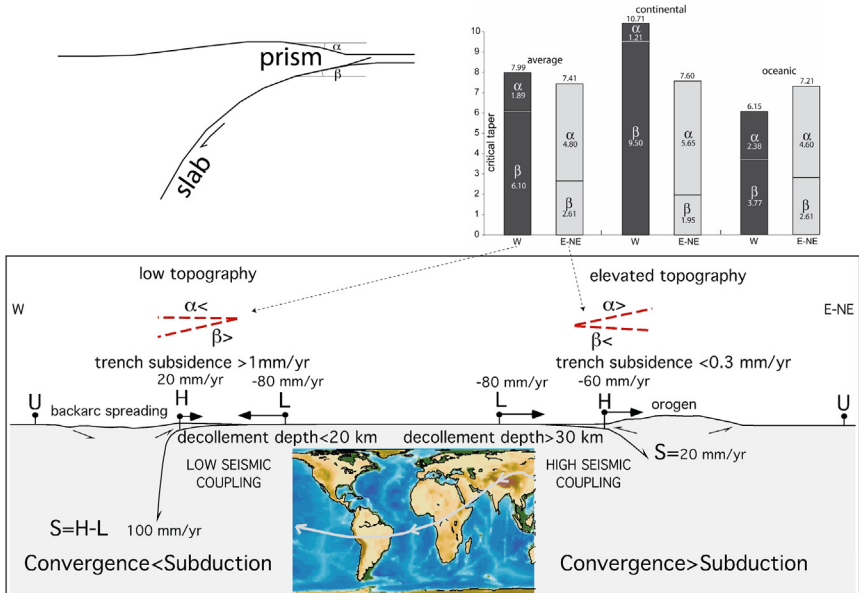 prism
α
β
slab
critical taper
10
9
8
7
6
5
4
3
2
1
0
average
continental
oceanic
7.99
α
1.89
β
6.10
W
7.41
α
4.80
β
2.61
E-NE
10.71
α
1.21
β
9.50
W
7.60
α
5.65
β
1.95
E-NE
6.15
α
2.38
β
3.77
W
7.21
α
4.60
β
2.61
E-NE
low topography
elevated topography
W
E-NE
α<
β>
α>
β<
trench subsidence >1mm/yr
trench subsidence <0.3 mm/yr
20 mm/yr
-80 mm/yr
-80 mm/yr
-60 mm/yr
U
H
L
L
H
U
backarc spreading
orogen
decollement depth<20 km
decollement depth>30 km
LOW SEISMIC
COUPLING
HIGH SEISMIC
COUPLING
S=20 mm/yr
S=H-L
100 mm/yr
Convergence<Subduction
Convergence>Subduction